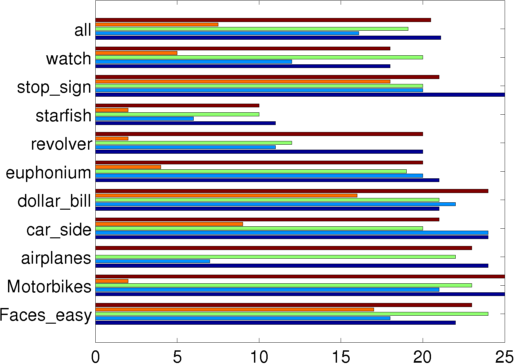 all
watch
stop_sign
starfish
revolver
euphonium
dollar_bill
car_side
airplanes
Motorbikes
Faces_easy
0 5 10 15 20 25